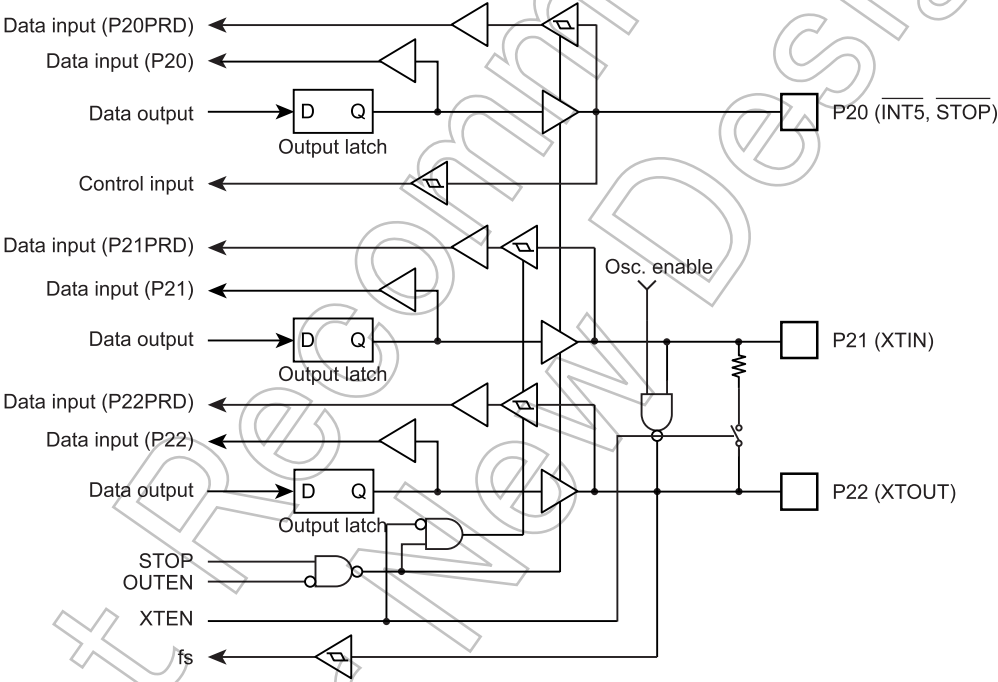 Data input (P20PRD)
Data input (P20)
Data output
D Q
Output latch
P20 (INT5, STOP)
Control input
Data input (P21PRD)
Osc. enable
Data input (P21)
Data output
D Q
Output latch
P21 (XTIN)
Data input (P22PRD)
Data input (P22)
Data output
D Q
Output latch
P22 (XTOUT)
STOP
OUTEN
XTEN
fs